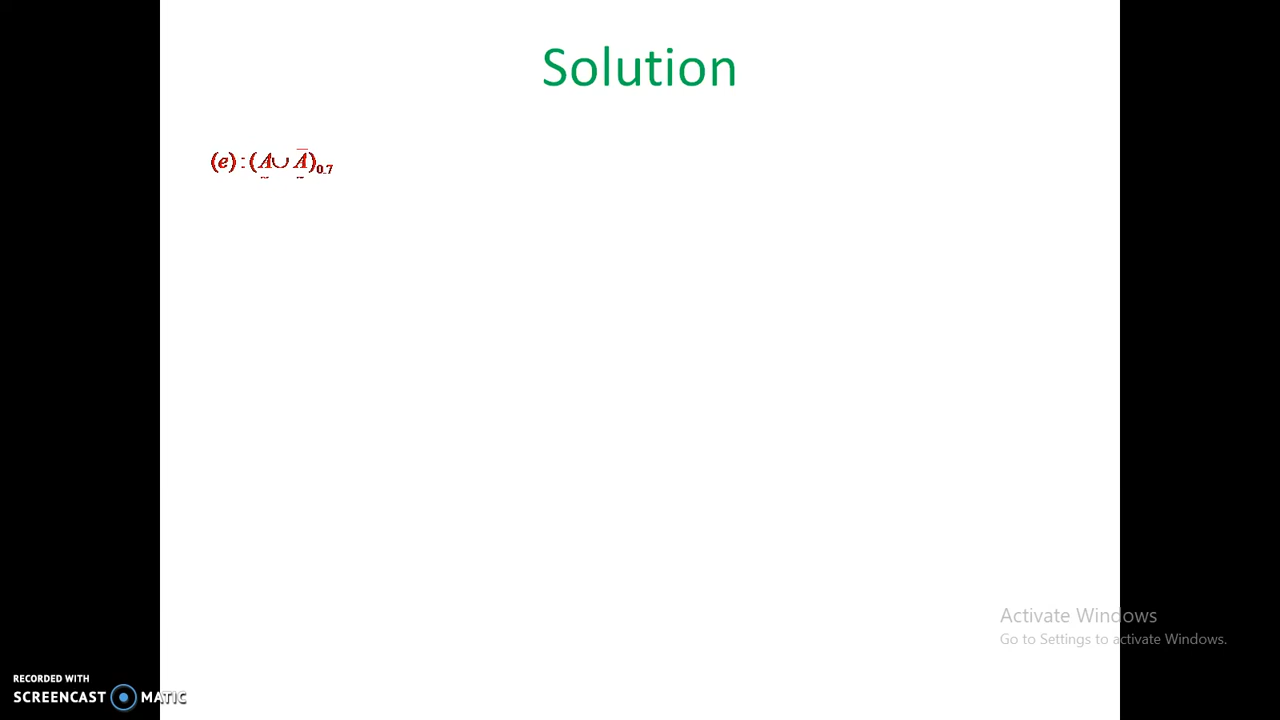 Solution
(e) : (A̰ ∪ Ā̰)₀.₇
Activate Windows
Go to Settings to activate Windows.
RECORDED WITH
SCREENCAST MATIC